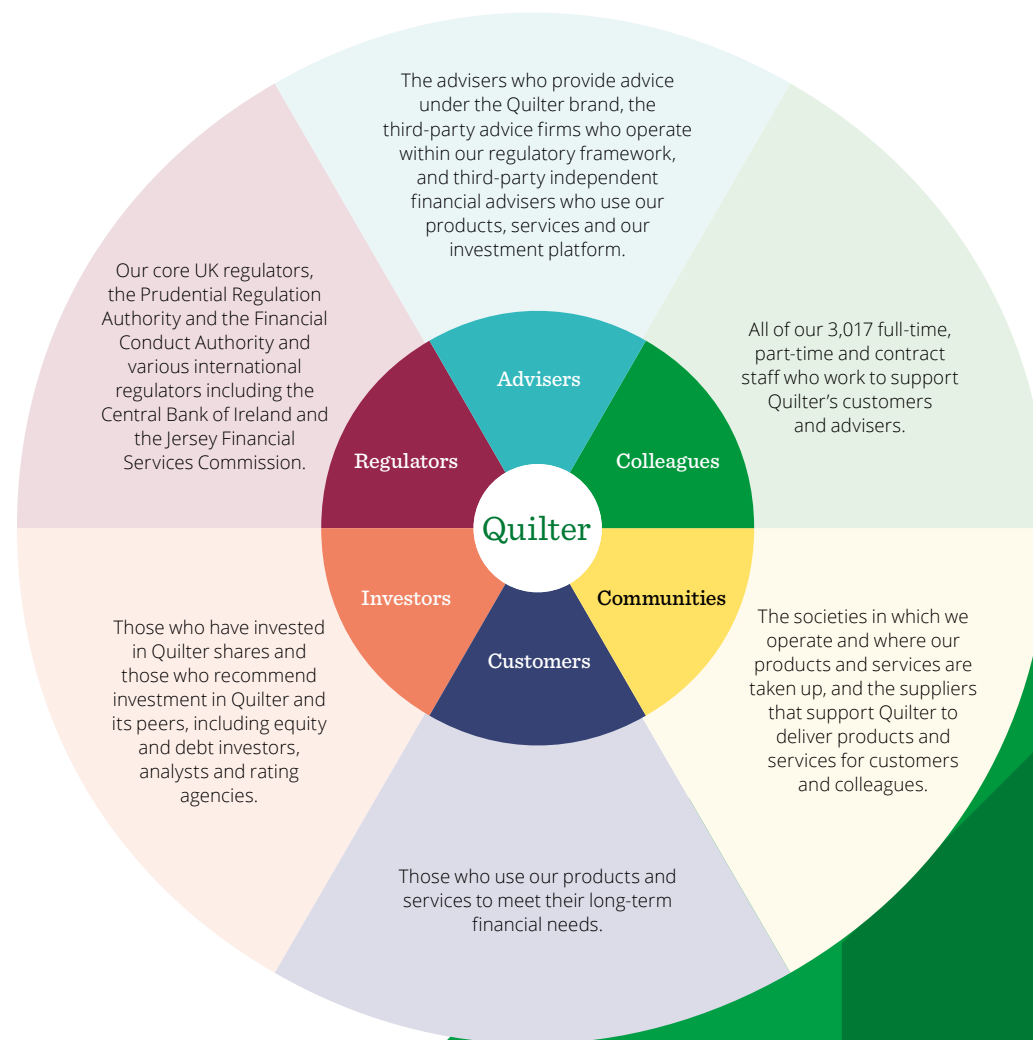 The advisers who provide advice
under the Quilter brand, the
third-party advice firms who operate
within our regulatory framework,
and third-party independent
financial advisers who use our
products, services and our
investment platform.
Our core UK regulators,
the Prudential Regulation
Authority and the Financial
Conduct Authority and
various international
regulators including the
Central Bank of Ireland and
the Jersey Financial
Services Commission.
All of our 3,017 full-time,
part-time and contract
staff who work to support
Quilter’s customers
and advisers.
Advisers
Regulators
Colleagues
Quilter
Investors
Communities
Customers
Those who have invested
in Quilter shares and
those who recommend
investment in Quilter and
its peers, including equity
and debt investors,
analysts and rating
agencies.
The societies in which we
operate and where our
products and services are
taken up, and the suppliers
that support Quilter to
deliver products and
services for customers
and colleagues.
Those who use our products and
services to meet their long-term
financial needs.